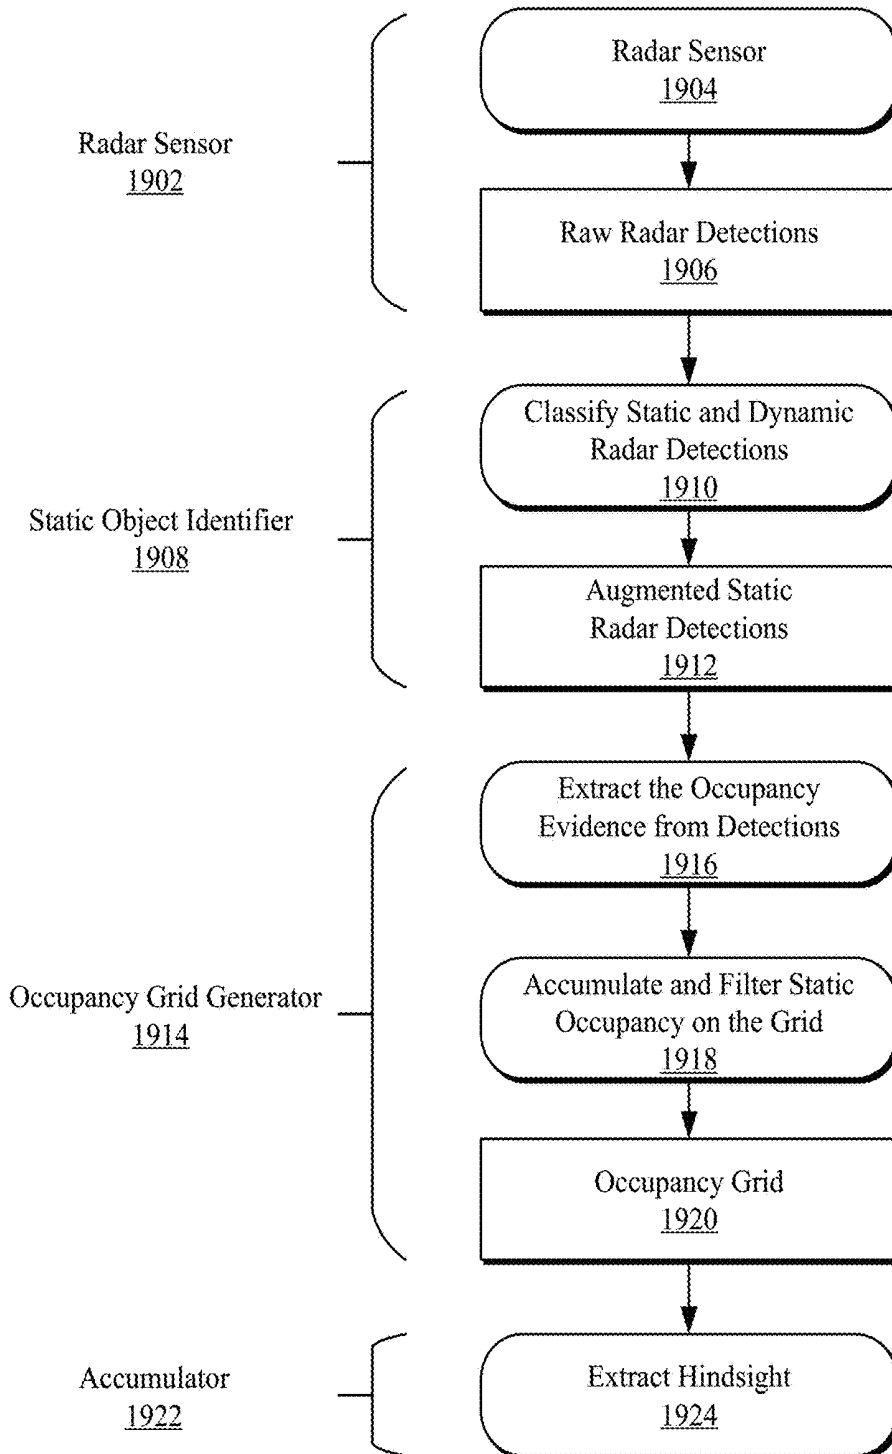 Radar Sensor
1902
Radar Sensor
1904
Raw Radar Detections
1906
Static Object Identifier
1908
Classify Static and Dynamic
Radar Detections
1910
Augmented Static
Radar Detections
1912
Occupancy Grid Generator
1914
Extract the Occupancy
Evidence from Detections
1916
Accumulate and Filter Static
Occupancy on the Grid
1918
Occupancy Grid
1920
Accumulator
1922
Extract Hindsight
1924